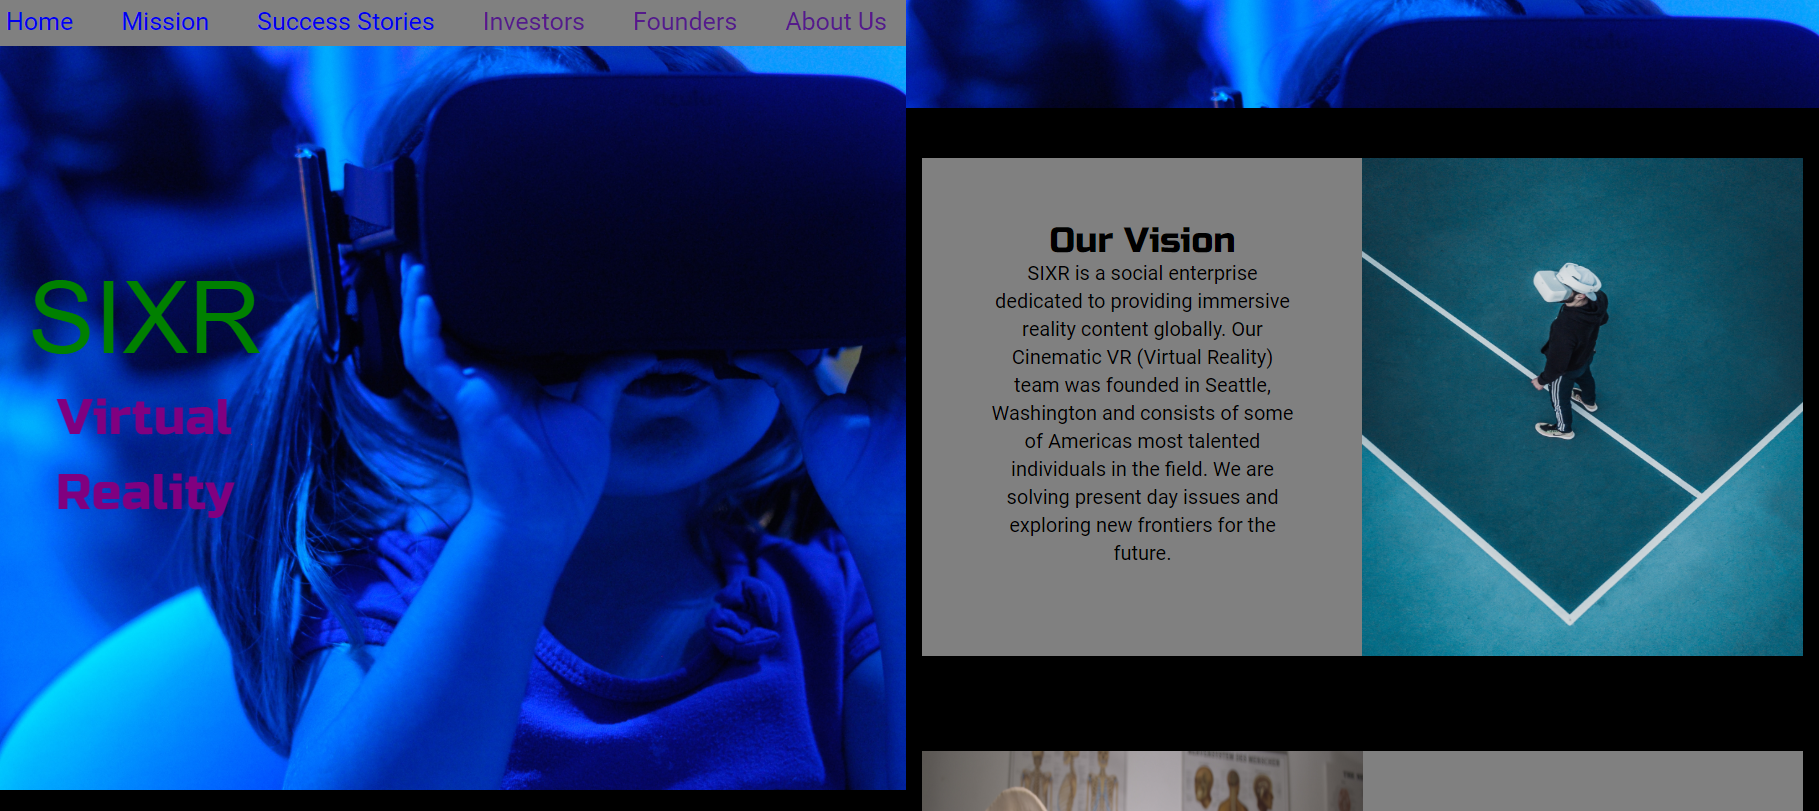 Home Mission Success Stories Investors Founders About Us
SIXR
Virtual
Reality
Our Vision
SIXR is a social enterprise
dedicated to providing immersive
reality content globally. Our
Cinematic VR (Virtual Reality)
team was founded in Seattle,
Washington and consists of some
of Americas most talented
individuals in the field. We are
solving present day issues and
exploring new frontiers for the
future.